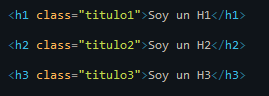 <h1 class="titulo1">Soy un H1</h1>
<h2 class="titulo2">Soy un H2</h2>
<h3 class="titulo3">Soy un H3</h3>